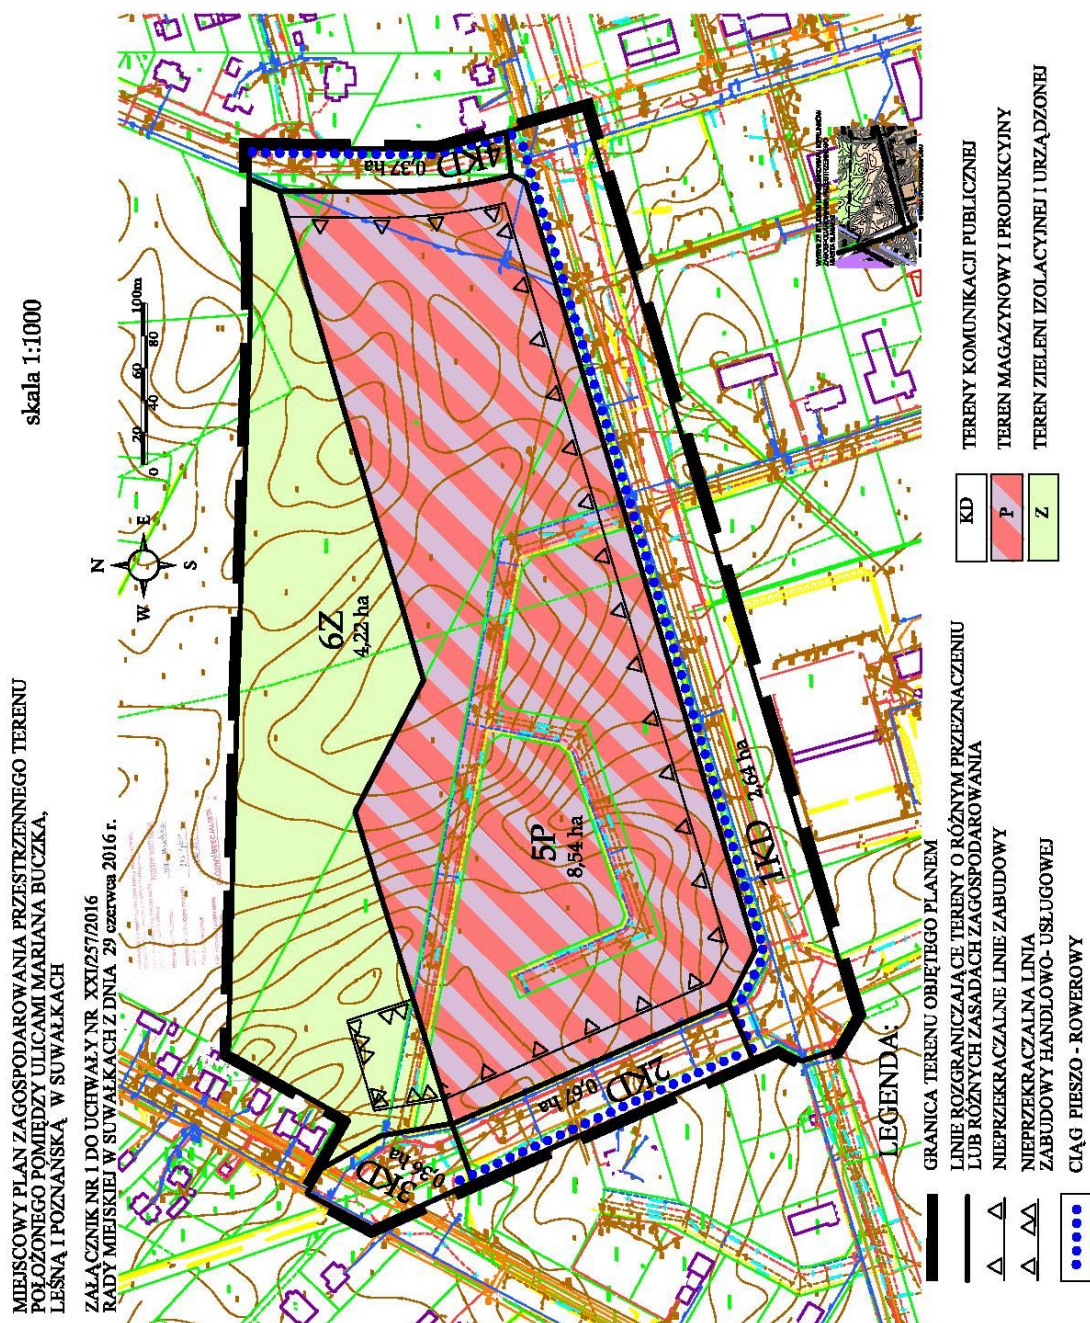 MIEJSCOWY PLAN ZAGOSPODAROWANIA PRZESTRZENNEGO TERENU
POŁOŻONEGO POMIĘDZY ULICAMI MARIANA BUCZKA,
LEŚNĄ I POZNAŃSKĄ W SUWAŁKACH
ZAŁĄCZNIK NR 1 DO UCHWAŁY NR XXI/257/2016
RADY MIEJSKIEJ W SUWAŁKACH Z DNIA 29 czerwca 2016 r.
skala 1:1000
N
W
E
S
0 20 40 60 80 100m
6Z
4,22 ha
5P
8,54 ha
4KD
0,37 ha
3KD
0,36 ha
2KD
0,67 ha
1KD 2,64 ha
LEGENDA:
GRANICA TERENU OBJĘTEGO PLANEM
LINIE ROZGRANICZAJĄCE TERENY O RÓŻNYM PRZEZNACZENIU
LUB RÓŻNYCH ZASADACH ZAGOSPODAROWANIA
NIEPRZEKRACZALNE LINIE ZABUDOWY
NIEPRZEKRACZALNA LINIA
ZABUDOWY HANDLOWO- USŁUGOWEJ
CIĄG PIESZO - ROWEROWY
KD TERENY KOMUNIKACJI PUBLICZNEJ
P TEREN MAGAZYNOWY I PRODUKCYJNY
Z TEREN ZIELENI IZOLACYJNEJ I URZĄDZONEJ